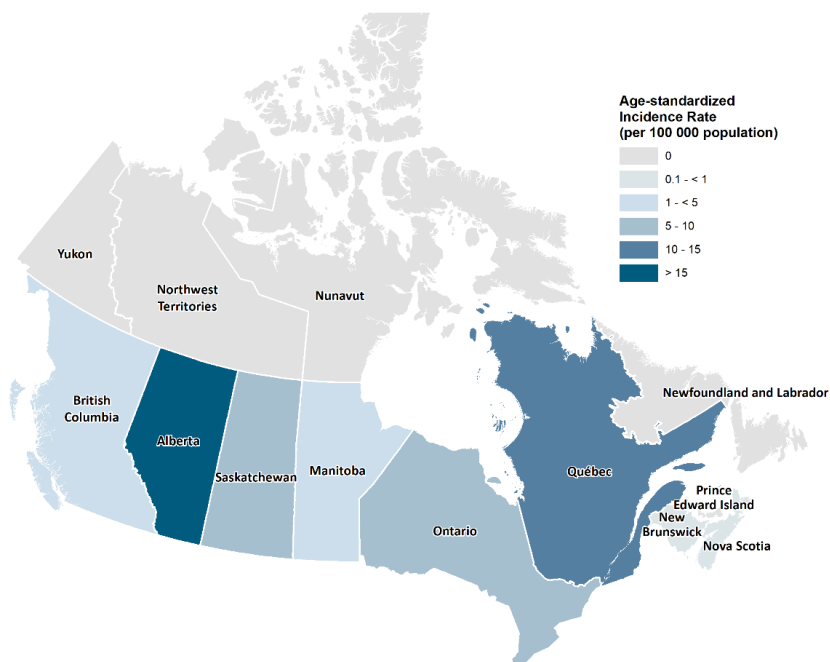 Age-standardized
Incidence Rate
(per 100 000 population)
0
0.1 - < 1
1 - < 5
5 - 10
10 - 15
> 15
Yukon
Northwest
Territories
Nunavut
British
Columbia
Alberta
Saskatchewan
Manitoba
Ontario
Québec
Newfoundland and Labrador
Prince
Edward Island
New
Brunswick
Nova Scotia